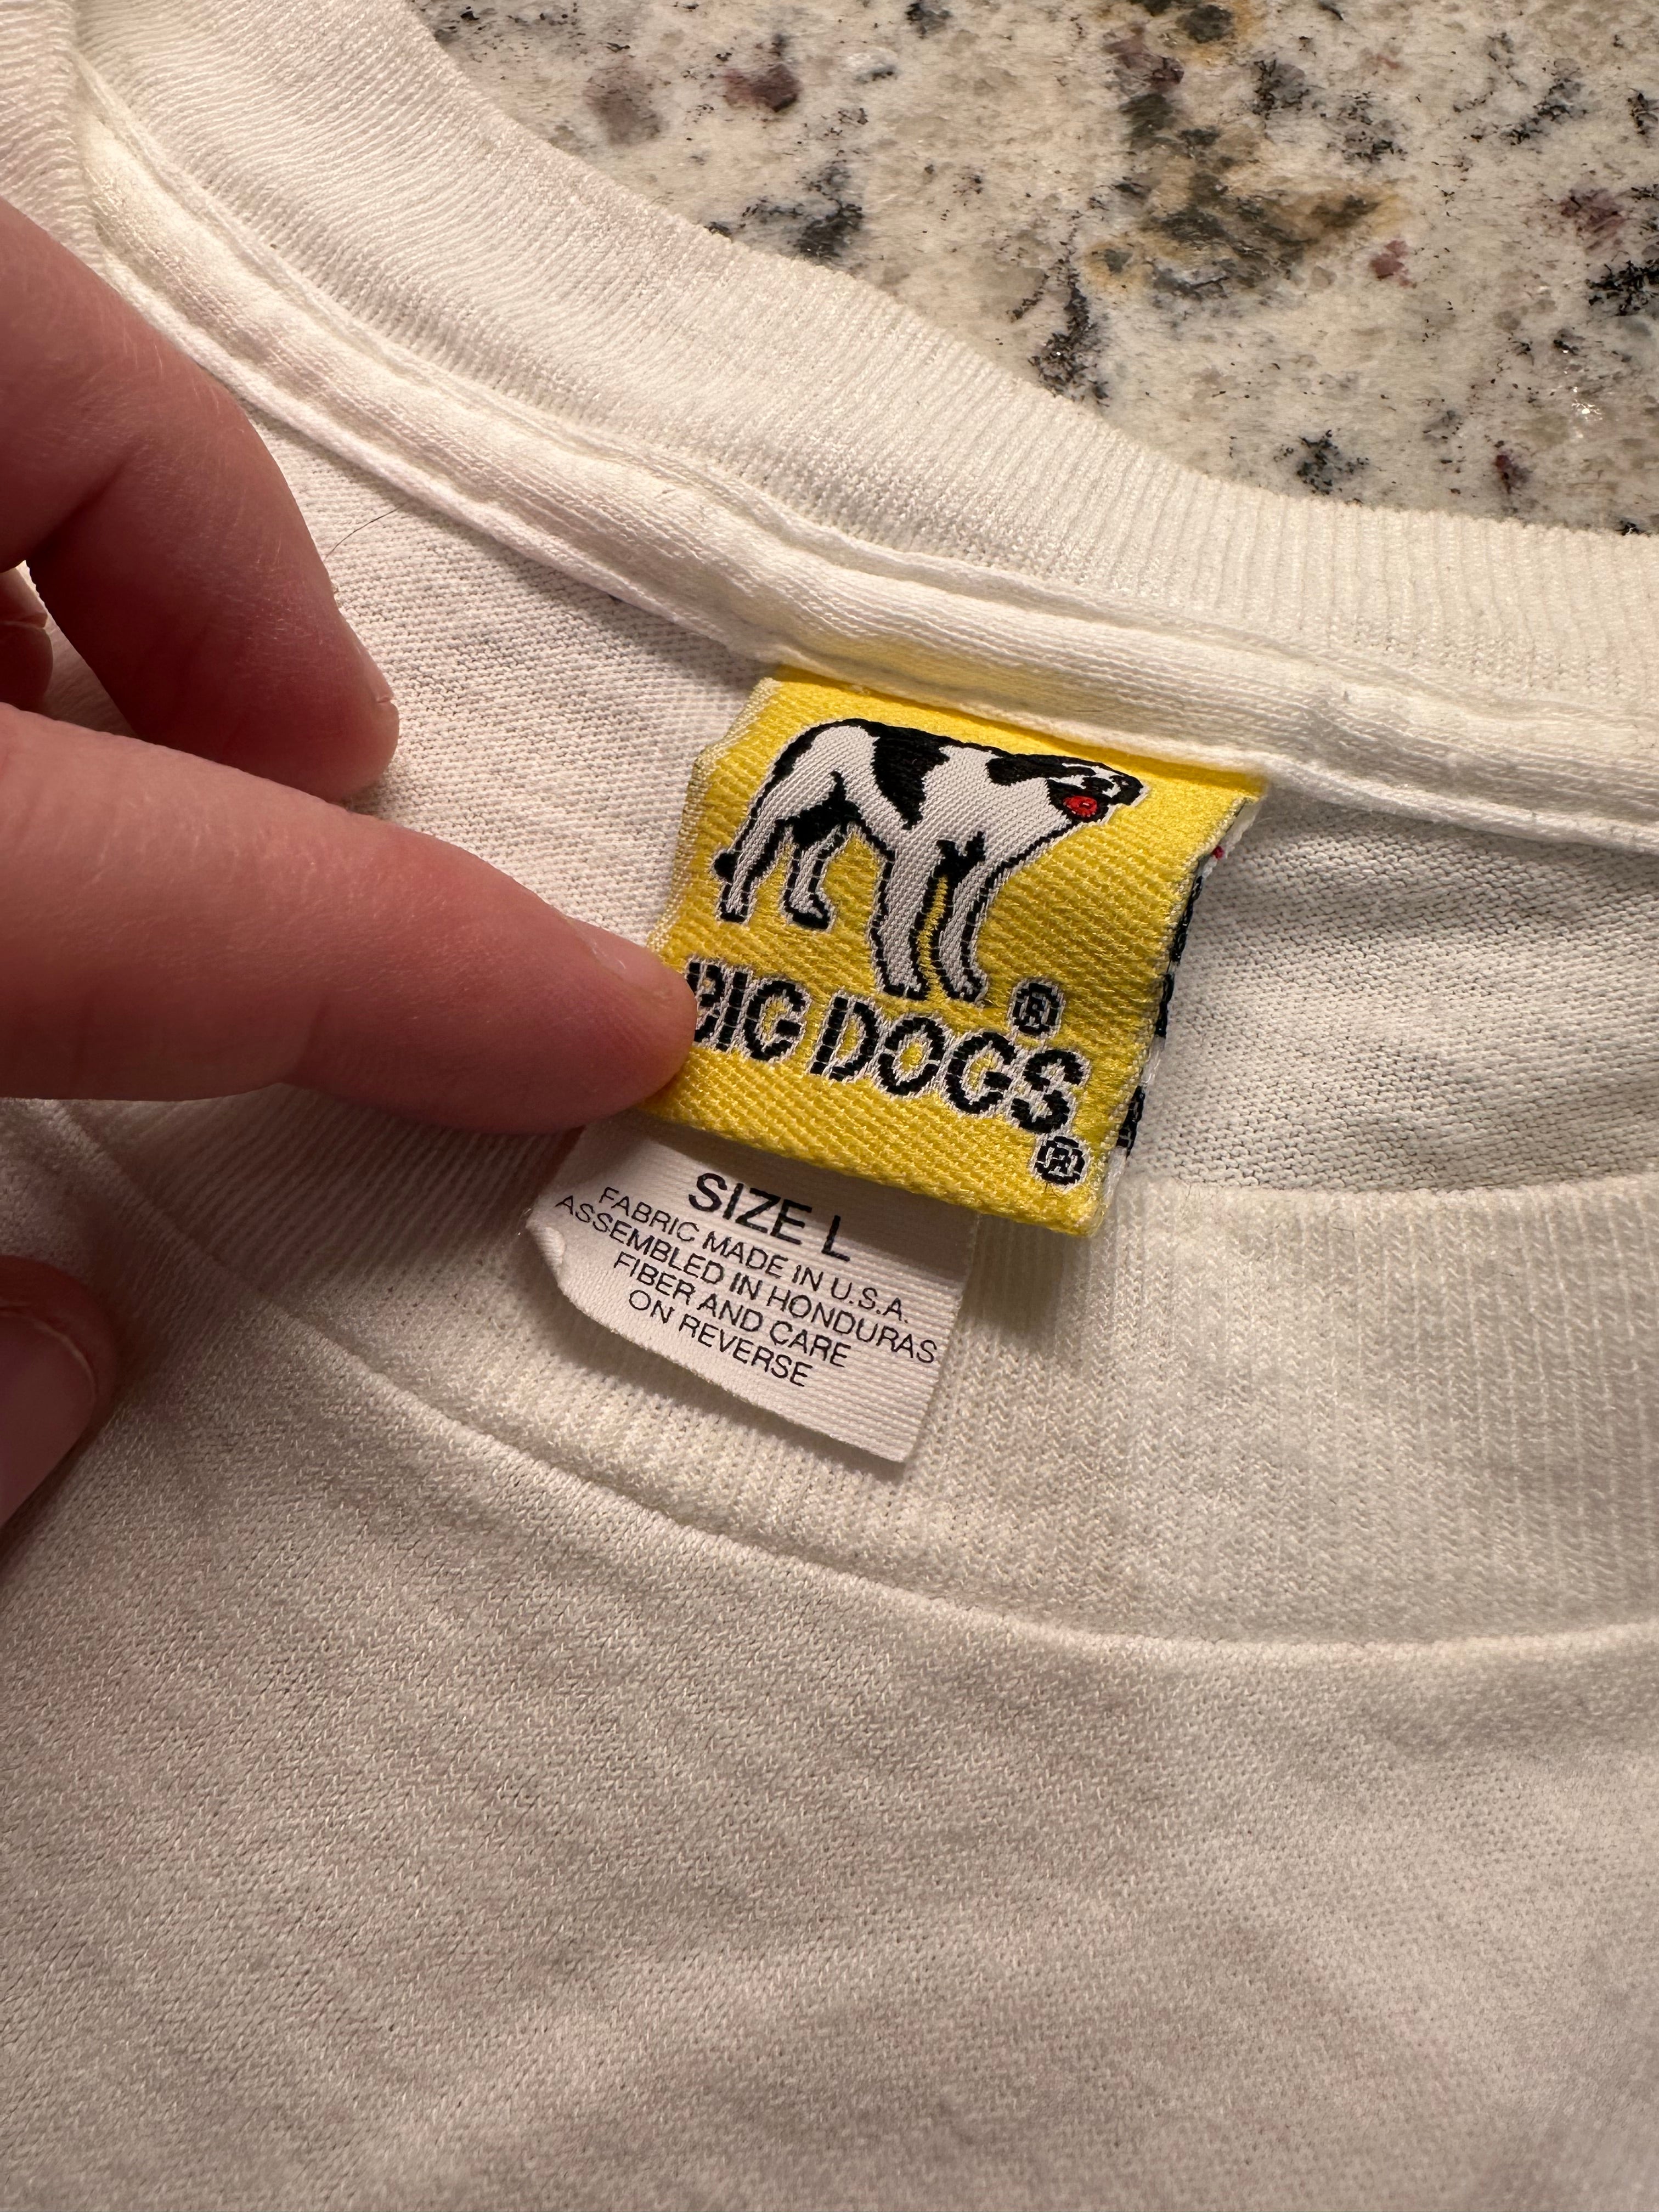 ®
BIG DOGS
®
SIZE L
FABRIC MADE IN U.S.A.
ASSEMBLED IN HONDURAS
FIBER AND CARE
ON REVERSE